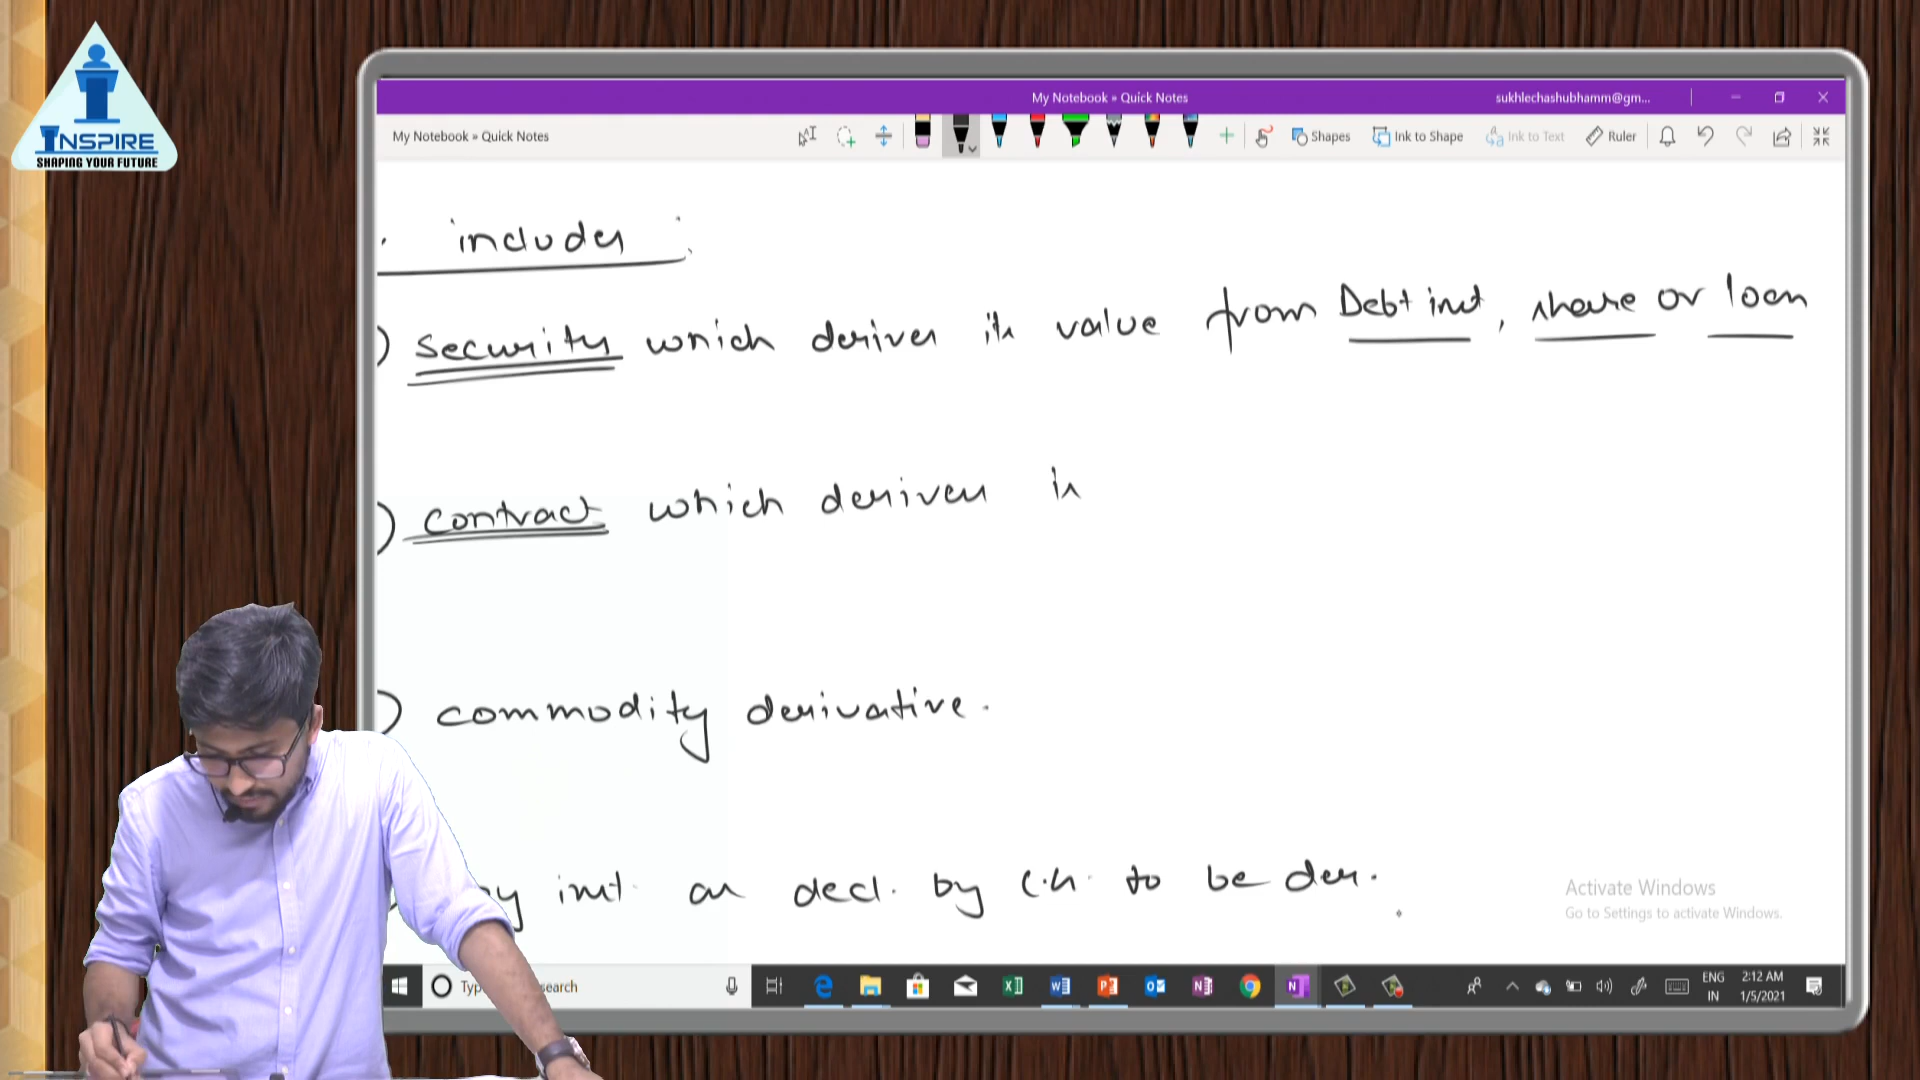 INSPIRE
SHAPING YOUR FUTURE
My Notebook » Quick Notes
sukhlechashubhamm@gm...
My Notebook » Quick Notes
Shapes
Ink to Shape
Ink to Text
Ruler
. includes :
) security which derives its value from Debt inst, share or loan
) contract which derives i
) commodity derivative.
y inst. as decl. by C.G. to be der.
Activate Windows
Go to Settings to activate Windows.
Typ search
ENG
IN
2:12 AM
1/5/2021